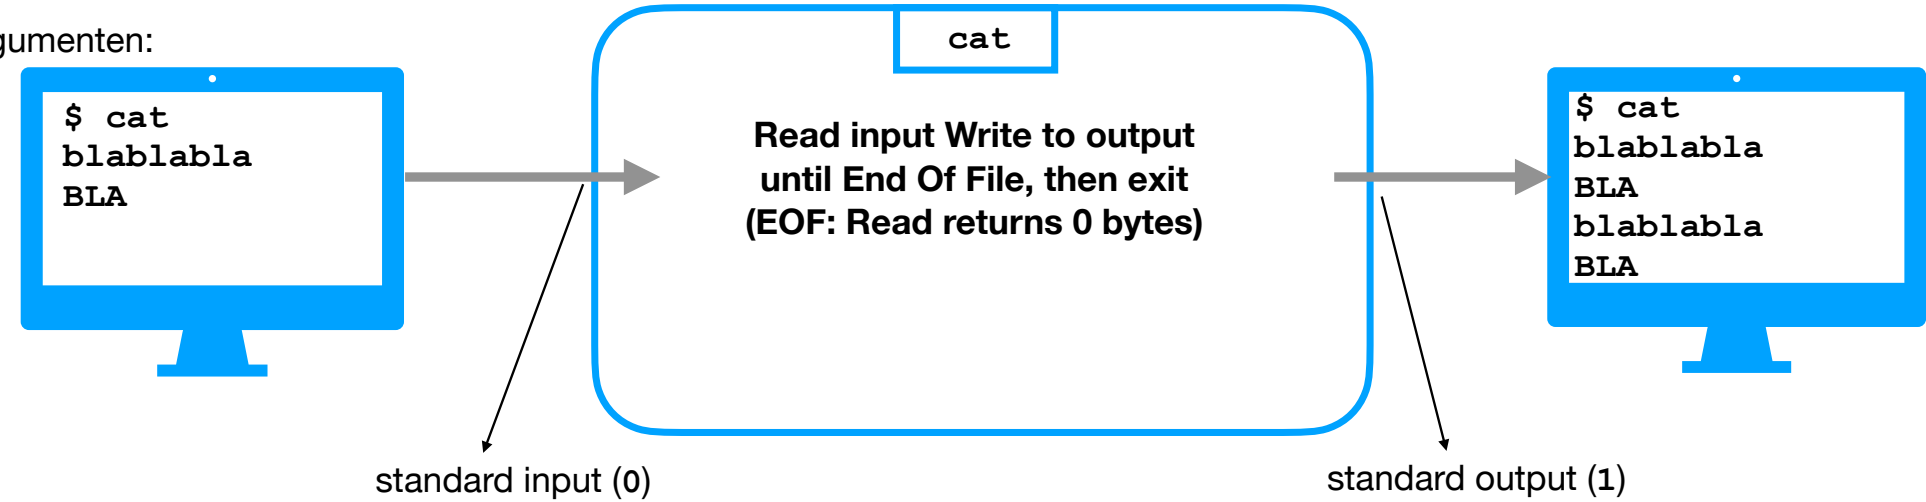 gumenten:
$ cat
blablabla
BLA
cat
Read input Write to output
until End Of File, then exit
(EOF: Read returns 0 bytes)
$ cat
blablabla
BLA
blablabla
BLA
standard input (0)
standard output (1)